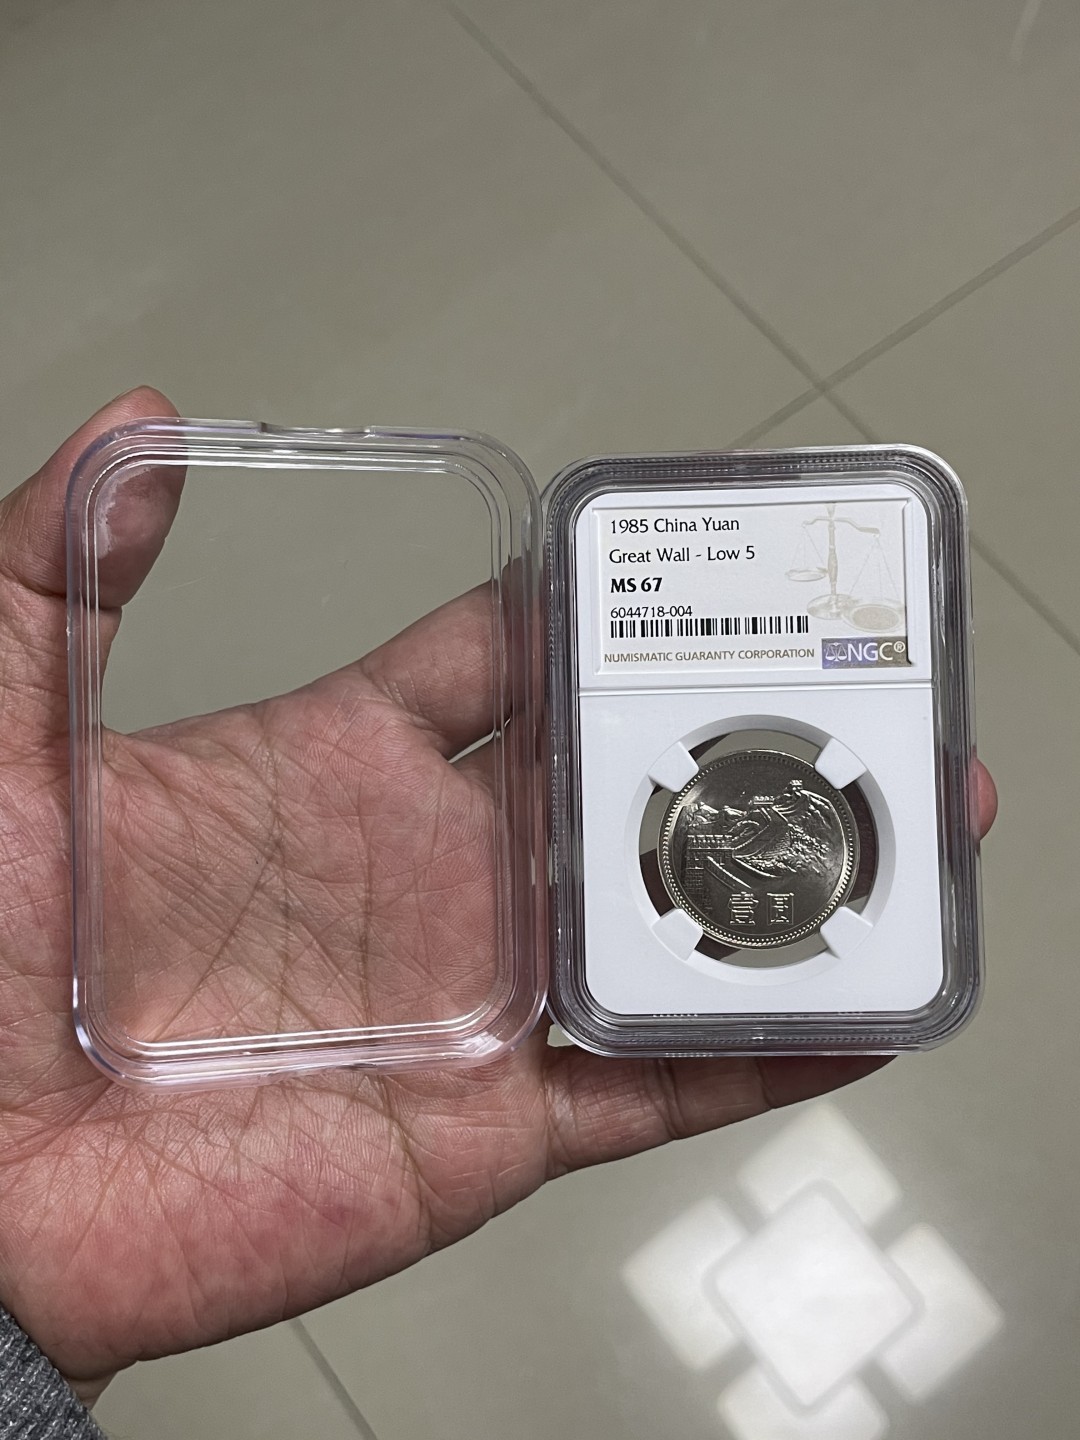 1985 China Yuan
Great Wall - Low 5
MS 67
6044718-004
NUMISMATIC GUARANTY CORPORATION NGC®
壹圆